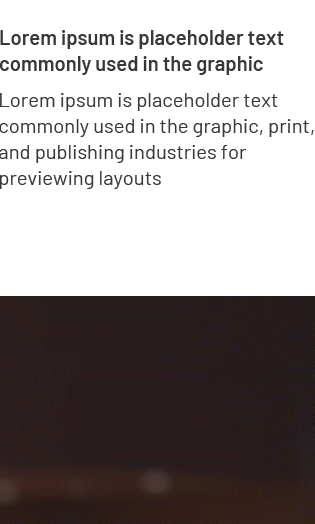 Lorem ipsum is placeholder text
commonly used in the graphic
Lorem ipsum is placeholder text
commonly used in the graphic, print,
and publishing industries for
previewing layouts